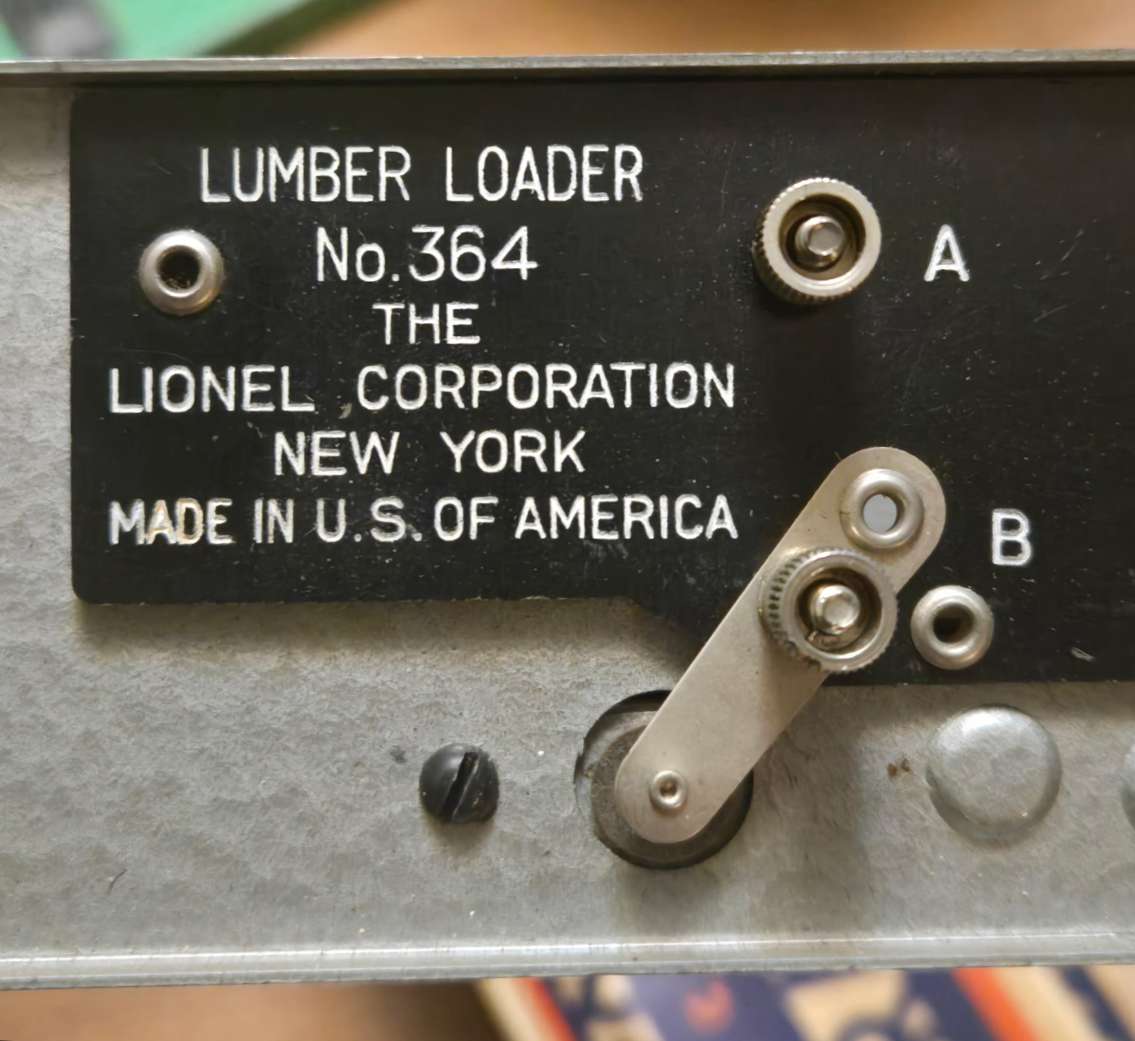 LUMBER LOADER
No. 364
THE
LIONEL CORPORATION
NEW YORK
MADE IN U.S. OF AMERICA
A
B